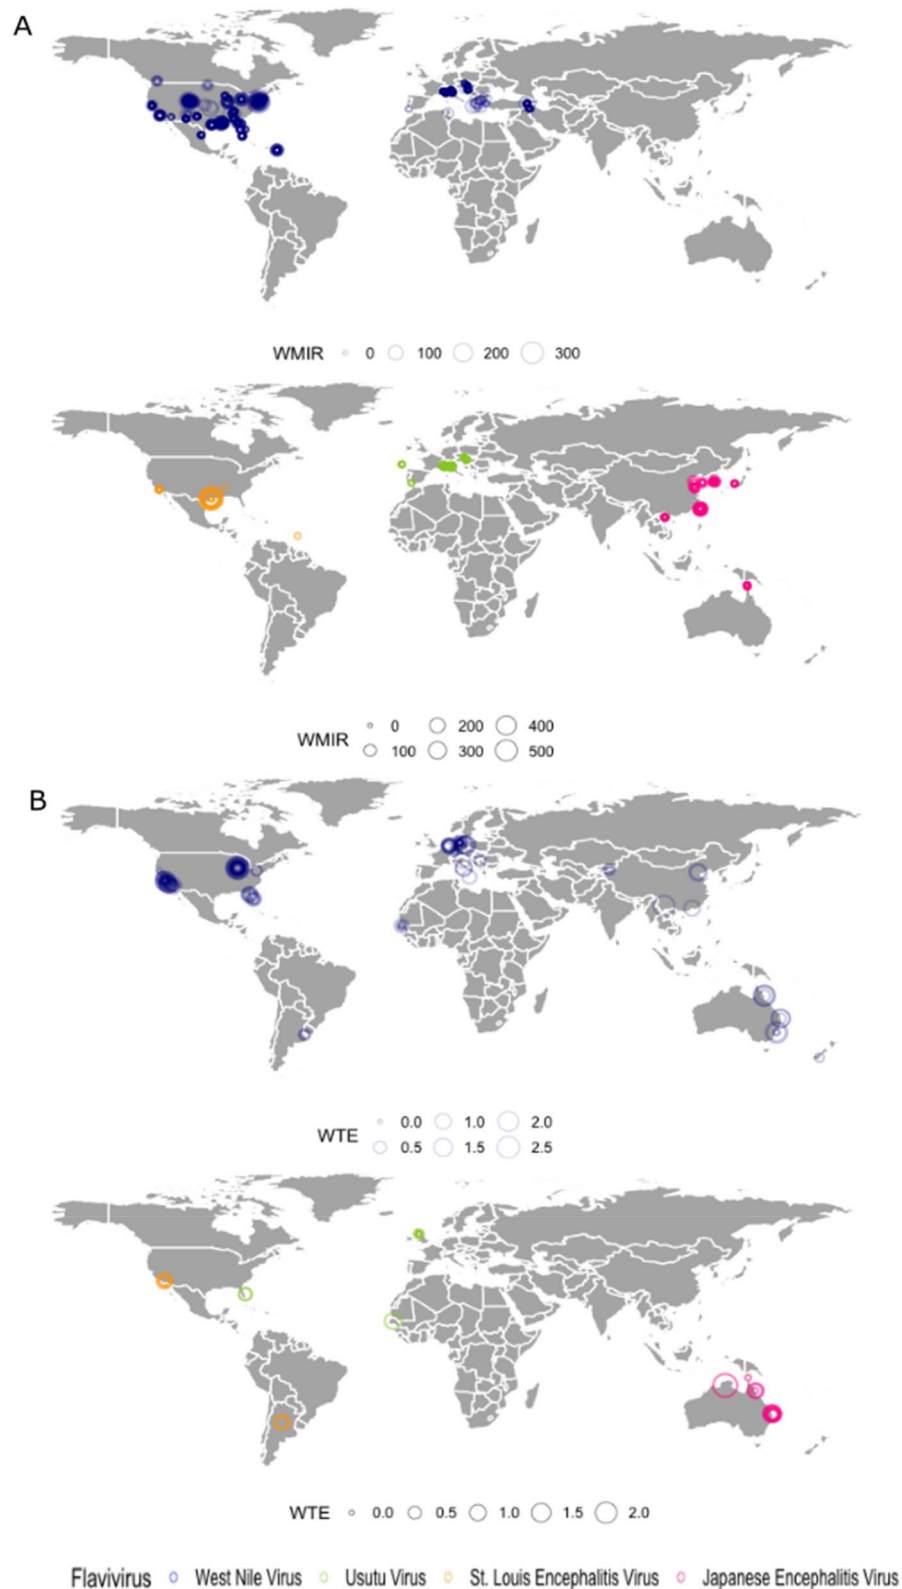 A
WMIR 0 100 200 300
WMIR 0 200 400
100 300 500
B
WTE 0.0 1.0 2.0
0.5 1.5 2.5
WTE 0.0 0.5 1.0 1.5 2.0
Flavivirus West Nile Virus Usutu Virus St. Louis Encephalitis Virus Japanese Encephalitis Virus